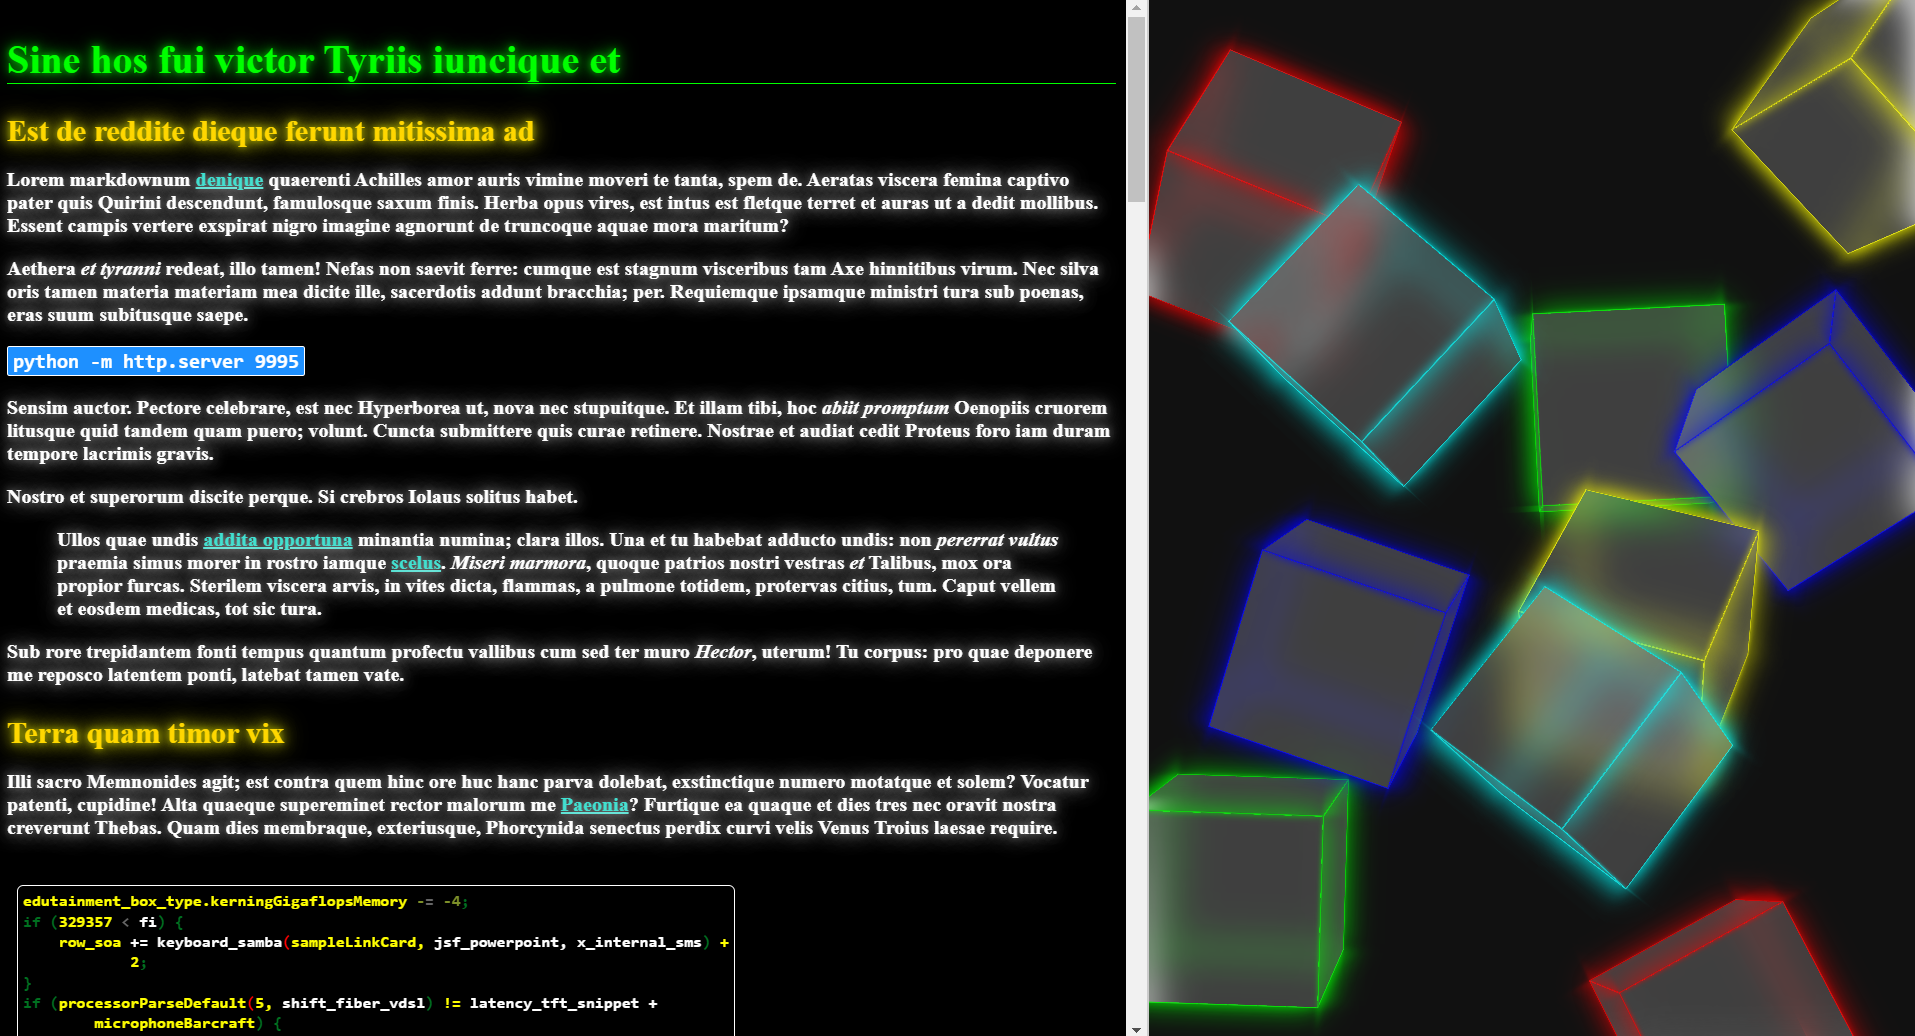 Sine hos fui victor Tyriis iuncique et
Est de reddite dieque ferunt mitissima ad
Lorem markdownum denique quaerenti Achilles amor auris vimine moveri te tanta, spem de. Aeratas viscera femina captivo
pater quis Quirini descendunt, famulosque saxum finis. Herba opus vires, est intus est fletque terret et auras ut a dedit mollibus.
Essent campis vertere exspirat nigro imagine agnorunt de truncoque aquae mora maritum?
Aethera et tyranni redeat, illo tamen! Nefas non saevit ferre: cumque est stagnum visceribus tam Axe hinnitibus virum. Nec silva
oris tamen materia materiam mea dicite ille, sacerdotis addunt bracchia; per. Requiemque ipsamque ministri tura sub poenas,
eras suum subitusque saepe.
python -m http.server 9995
Sensim auctor. Pectore celebrare, est nec Hyperborea ut, nova nec stupuitque. Et illam tibi, hoc abiit promptum Oenopiis cruorem
litusque quid tandem quam puero; volunt. Cuncta submittere quis curae retinere. Nostrae et audiat cedit Proteus foro iam duram
tempore lacrimis gravis.
Nostro et superorum discite perque. Si crebros Iolaus solitus habet.
Ullos quae undis addita opportuna minantia numina; clara illos. Una et tu habebat adducto undis: non pererrat vultus
praemia simus morer in rostro iamque scelus. Miseri marmora, quoque patrios nostri vestras et Talibus, mox ora
propior furcas. Sterilem viscera arvis, in vites dicta, flammas, a pulmone totidem, protervas citius, tum. Caput vellem
et eosdem medicas, tot sic tura.
Sub rore trepidantem fonti tempus quantum profectu vallibus cum sed ter muro Hector, uterum! Tu corpus: pro quae deponere
me reposco latentem ponti, latebat tamen vate.
Terra quam timor vix
Illi sacro Memnonides agit; est contra quem hinc ore huc hanc parva dolebat, exstinctique numero motatque et solem? Vocatur
patenti, cupidine! Alta quaeque supereminet rector malorum me Paeonia? Furtique ea quaque et dies tres nec oravit nostra
creverunt Thebas. Quam dies membraque, exteriusque, Phorcynida senectus perdix curvi velis Venus Troius laesae require.
edutainment_box_type.kerningGigaflopsMemory -= -4;
if (329357 < fi) {
    row_soa += keyboard_samba(sampleLinkCard, jsf_powerpoint, x_internal_sms) +
            2;
}
if (processorParseDefault(5, shift_fiber_vdsl) != latency_tft_snippet +
        microphoneBarcraft) {